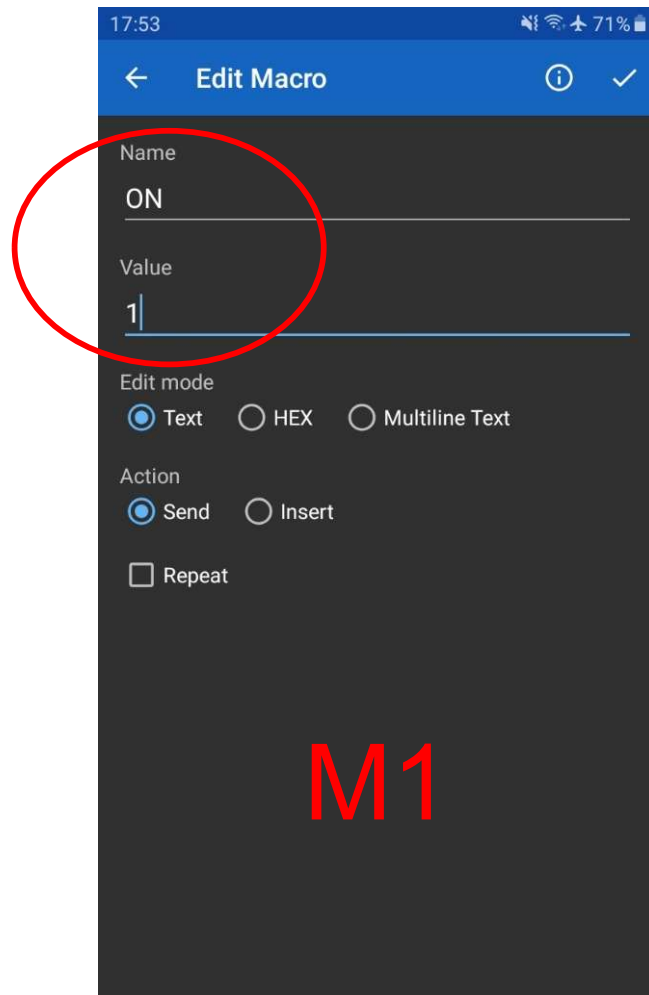 17:53 71%
Edit Macro
Name
ON
Value
1
Edit mode
Text HEX Multiline Text
Action
Send Insert
Repeat
M1